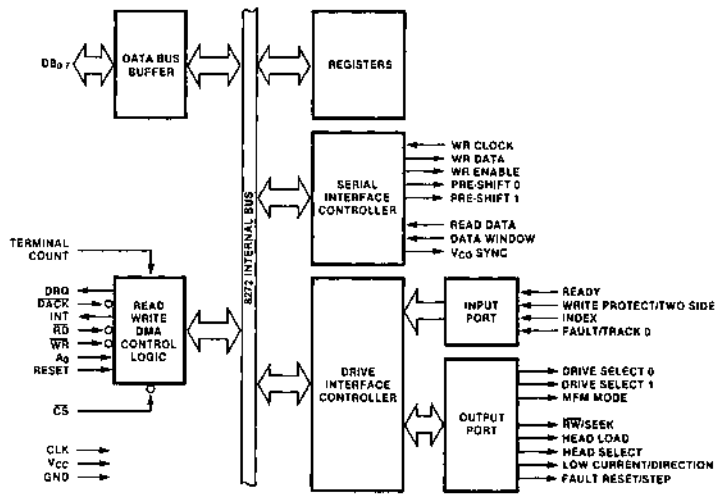 DB0-7
DATA BUS
BUFFER
REGISTERS
8272 INTERNAL BUS
SERIAL
INTERFACE
CONTROLLER
WR CLOCK
WR DATA
WR ENABLE
PRE-SHIFT 0
PRE-SHIFT 1
READ DATA
DATA WINDOW
VCO SYNC
TERMINAL
COUNT
DRQ
DACK
INT
RD
WR
A0
RESET
CS
READ
WRITE
DMA
CONTROL
LOGIC
CLK
VCC
GND
DRIVE
INTERFACE
CONTROLLER
INPUT
PORT
READY
WRITE PROTECT/TWO SIDE
INDEX
FAULT/TRACK 0
OUTPUT
PORT
DRIVE SELECT 0
DRIVE SELECT 1
MFM MODE
RW/SEEK
HEAD LOAD
HEAD SELECT
LOW CURRENT/DIRECTION
FAULT RESET/STEP